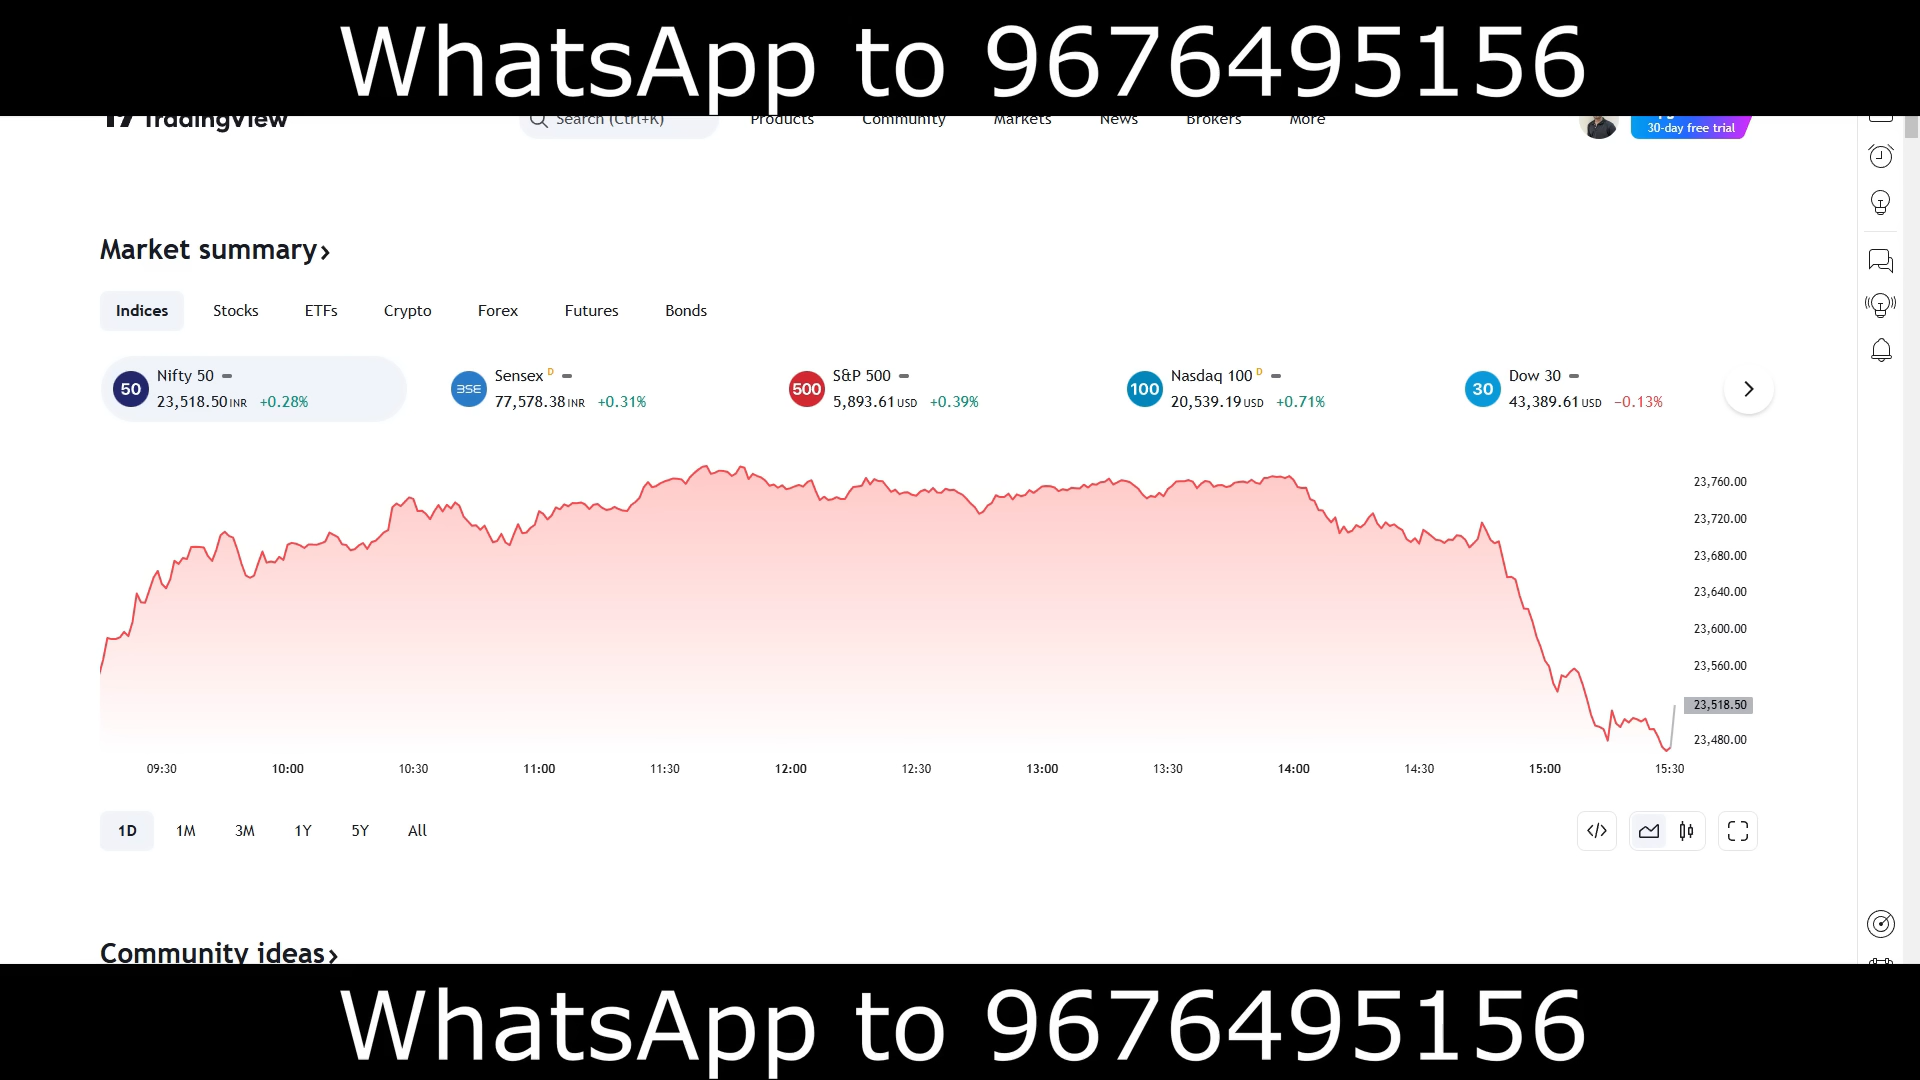 WhatsApp to 9676495156
TradingView
Search (Ctrl+K)
Products
Community
Markets
News
Brokers
More
30-day free trial
Market summary
Indices
Stocks
ETFs
Crypto
Forex
Futures
Bonds
50
Nifty 50
23,518.50 INR +0.28%
BSE
Sensex D
77,578.38 INR +0.31%
500
S&P 500
5,893.61 USD +0.39%
100
Nasdaq 100 D
20,539.19 USD +0.71%
30
Dow 30
43,389.61 USD −0.13%
23,760.00
23,720.00
23,680.00
23,640.00
23,600.00
23,560.00
23,518.50
23,480.00
09:30 10:00 10:30 11:00 11:30 12:00 12:30 13:00 13:30 14:00 14:30 15:00 15:30
1D 1M 3M 1Y 5Y All
Community ideas
WhatsApp to 9676495156